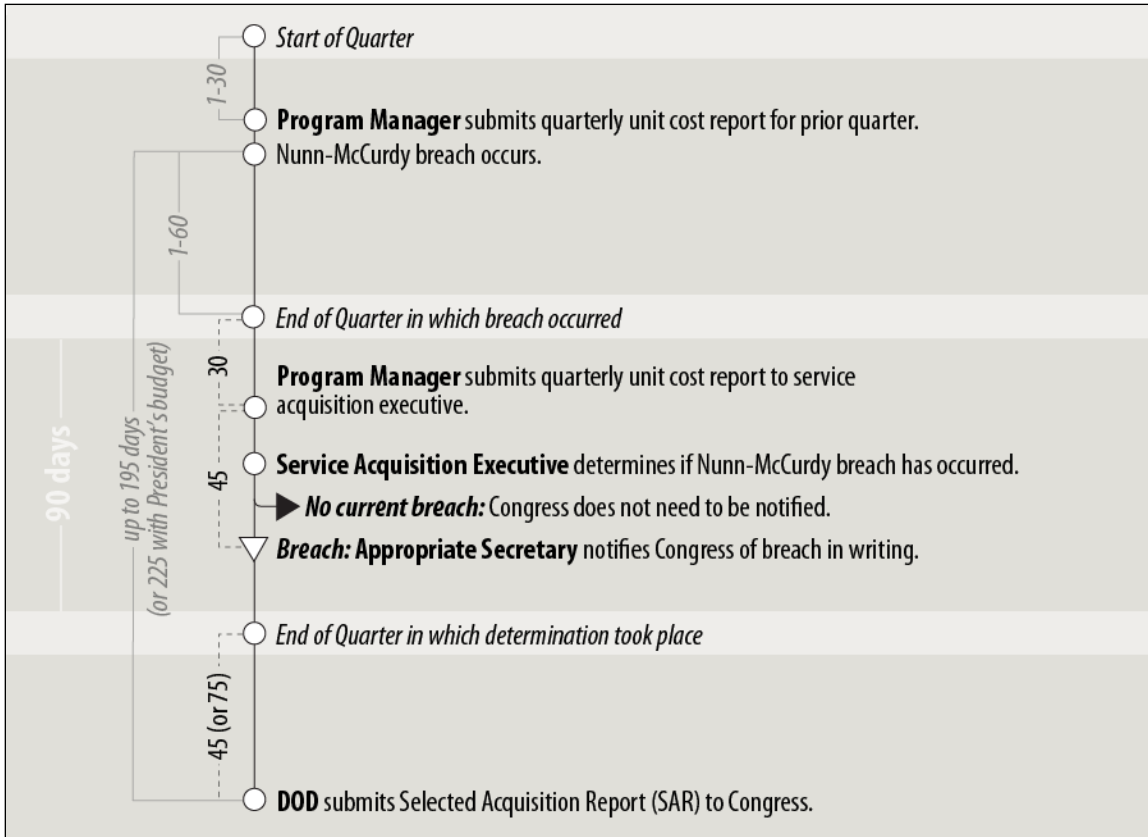 Start of Quarter
1-30
Program Manager submits quarterly unit cost report for prior quarter.
Nunn-McCurdy breach occurs.
1-60
End of Quarter in which breach occurred
30
Program Manager submits quarterly unit cost report to service
acquisition executive.
45
Service Acquisition Executive determines if Nunn-McCurdy breach has occurred.
No current breach: Congress does not need to be notified.
Breach: Appropriate Secretary notifies Congress of breach in writing.
90 days
up to 195 days
(or 225 with President's budget)
End of Quarter in which determination took place
45 (or 75)
DOD submits Selected Acquisition Report (SAR) to Congress.